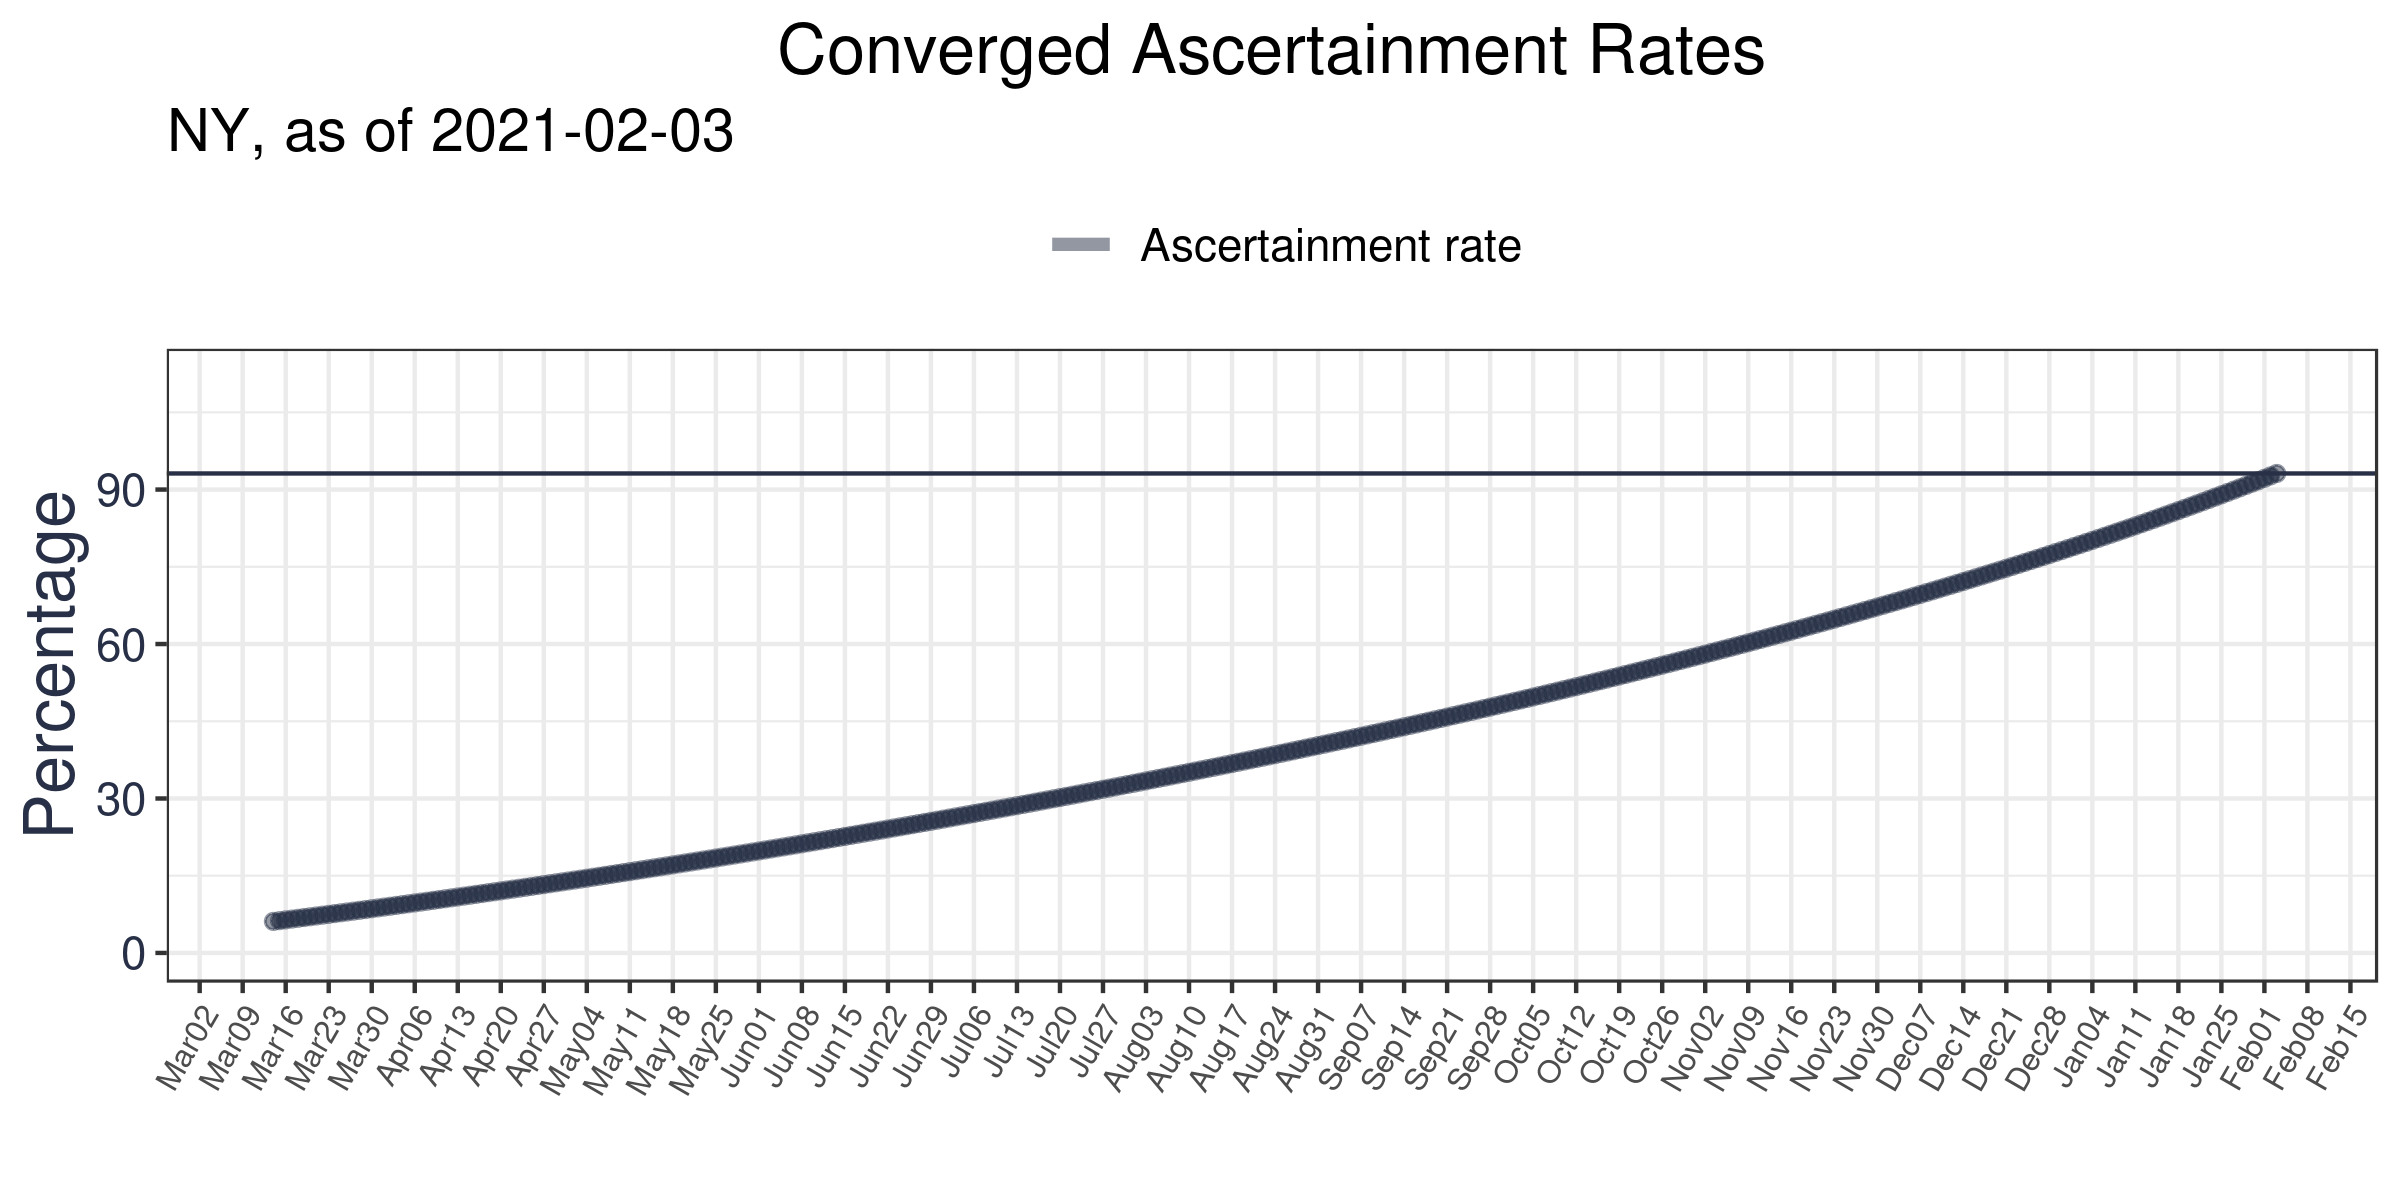 Converged Ascertainment Rates
NY, as of 2021-02-03
Ascertainment rate
Percentage
90
60
30
0
Mar02 Mar09 Mar16 Mar23 Mar30 Apr06 Apr13 Apr20 Apr27 May04 May11 May18 May25 Jun01 Jun08 Jun15 Jun22 Jun29 Jul06 Jul13 Jul20 Jul27 Aug03 Aug10 Aug17 Aug24 Aug31 Sep07 Sep14 Sep21 Sep28 Oct05 Oct12 Oct19 Oct26 Nov02 Nov09 Nov16 Nov23 Nov30 Dec07 Dec14 Dec21 Dec28 Jan04 Jan11 Jan18 Jan25 Feb01 Feb08 Feb15